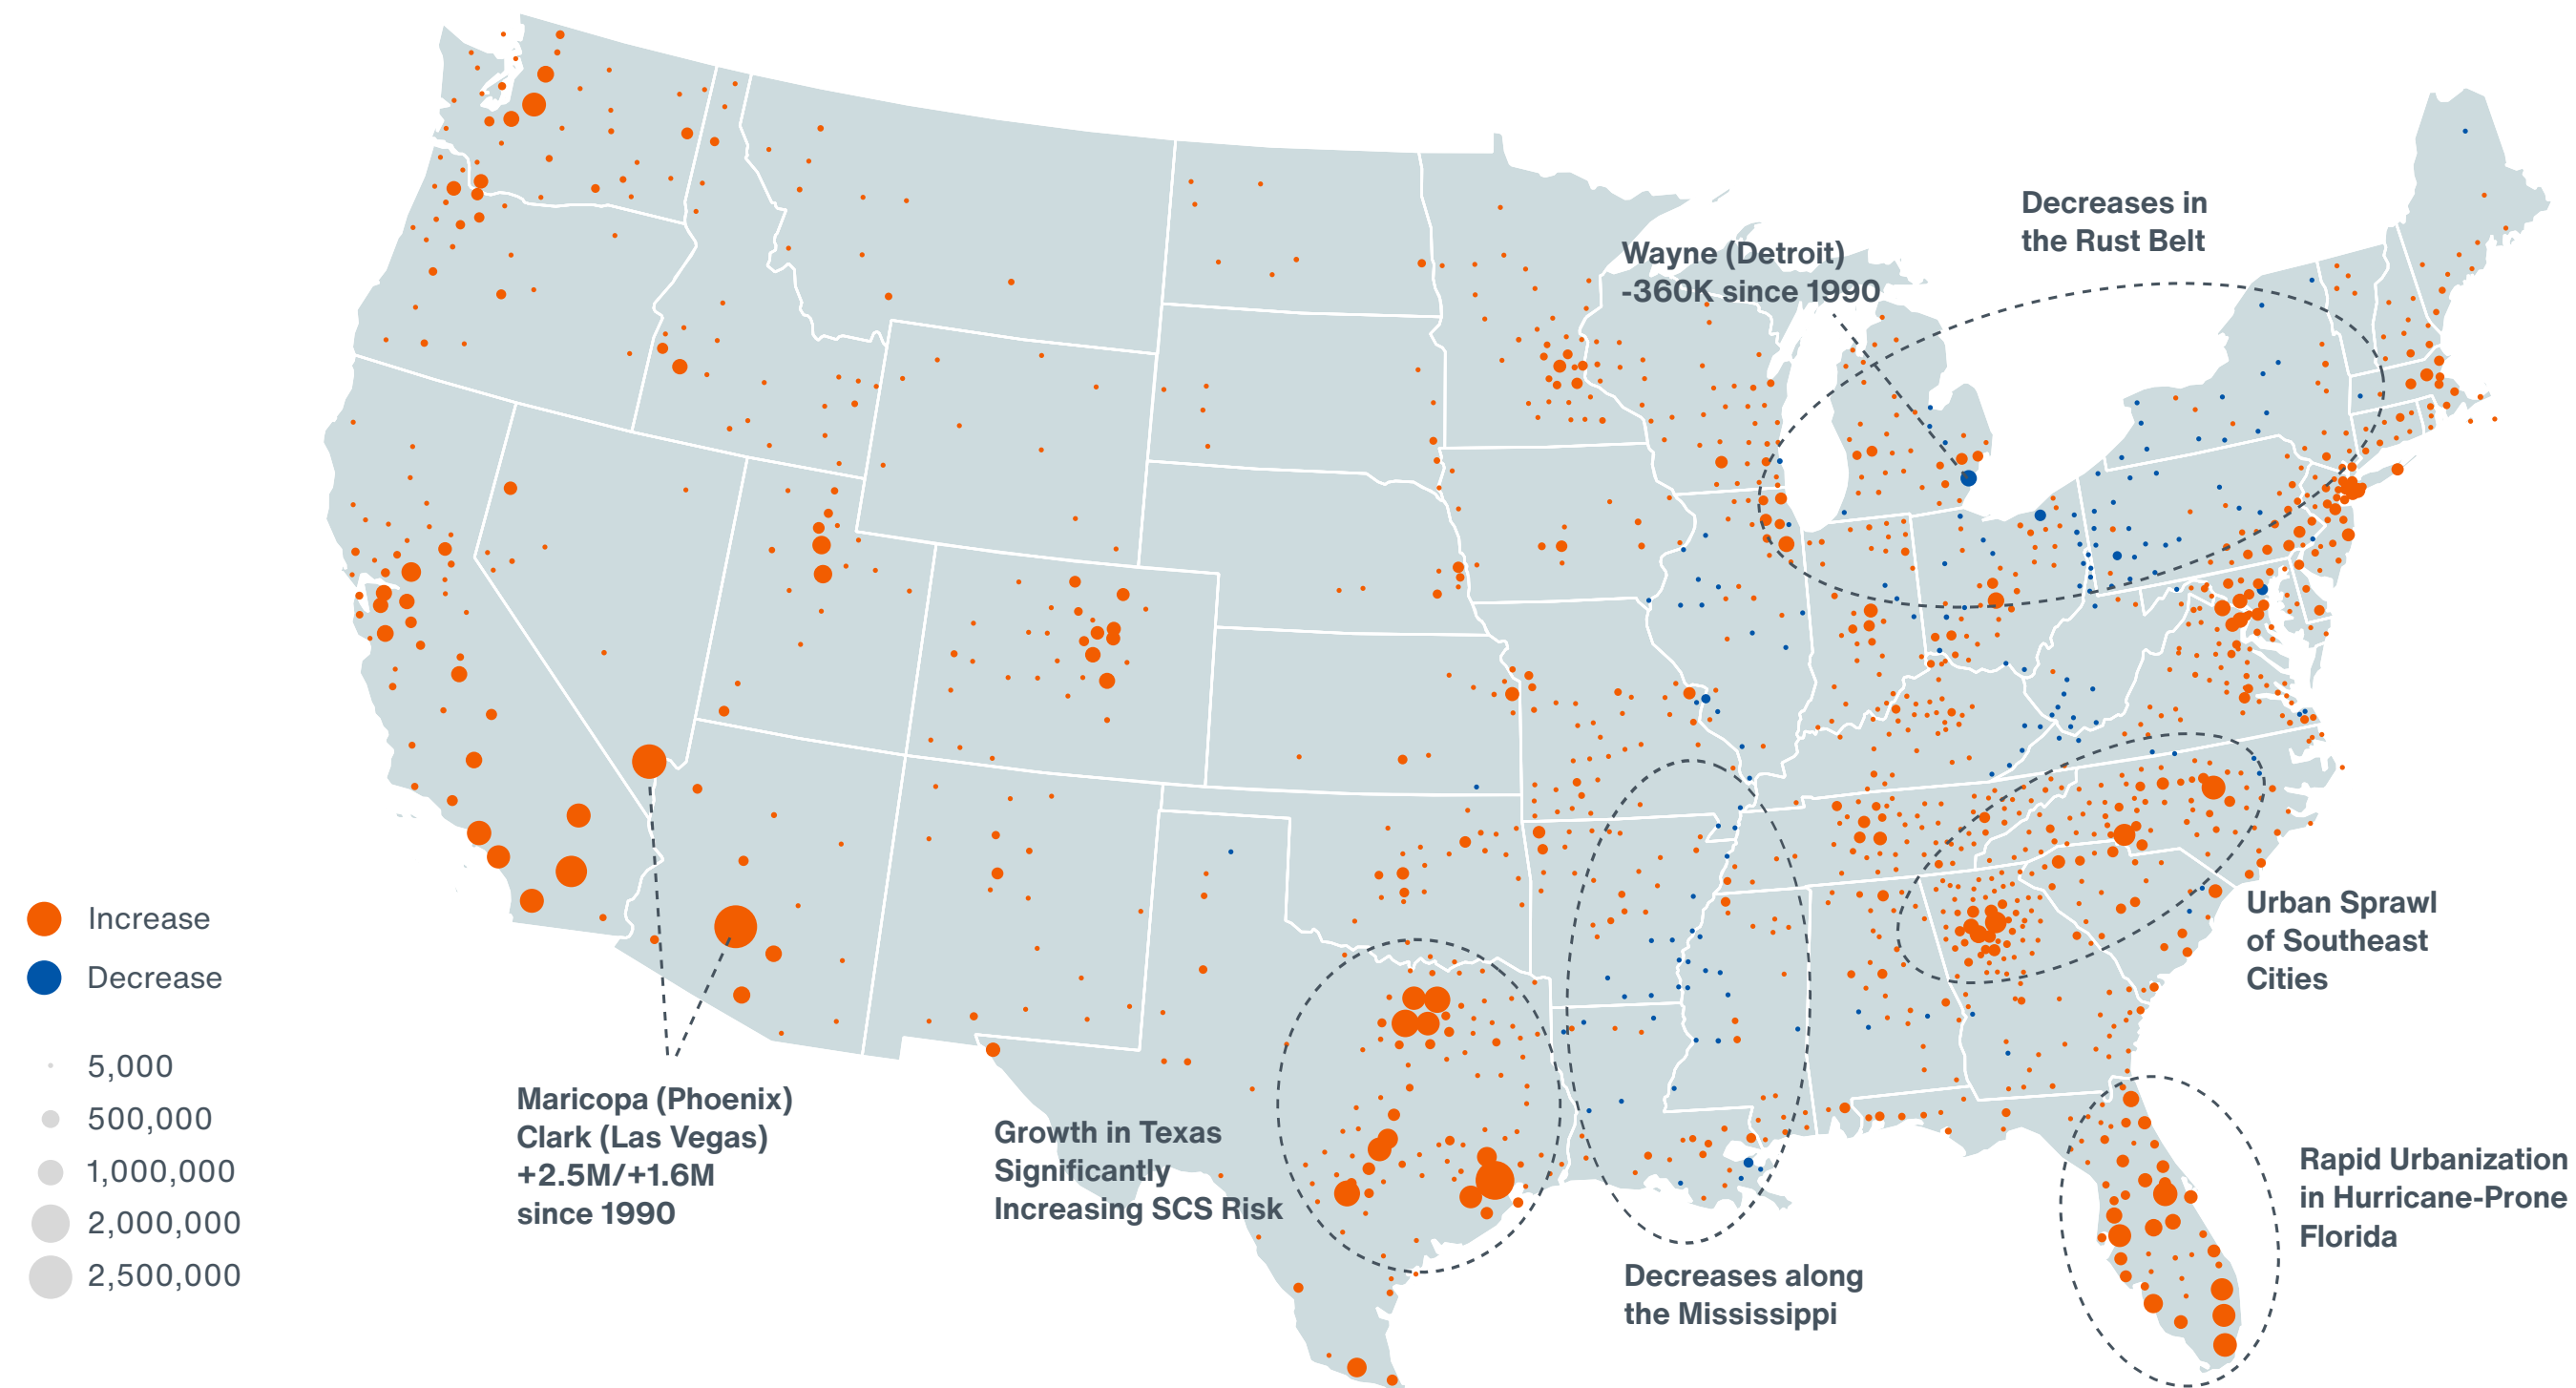 Decreases in
the Rust Belt
Wayne (Detroit)
-360K since 1990
Increase
Decrease
5,000
500,000
1,000,000
2,000,000
2,500,000
Maricopa (Phoenix)
Clark (Las Vegas)
+2.5M/+1.6M
since 1990
Growth in Texas
Significantly
Increasing SCS Risk
Decreases along
the Mississippi
Urban Sprawl
of Southeast
Cities
Rapid Urbanization
in Hurricane-Prone
Florida